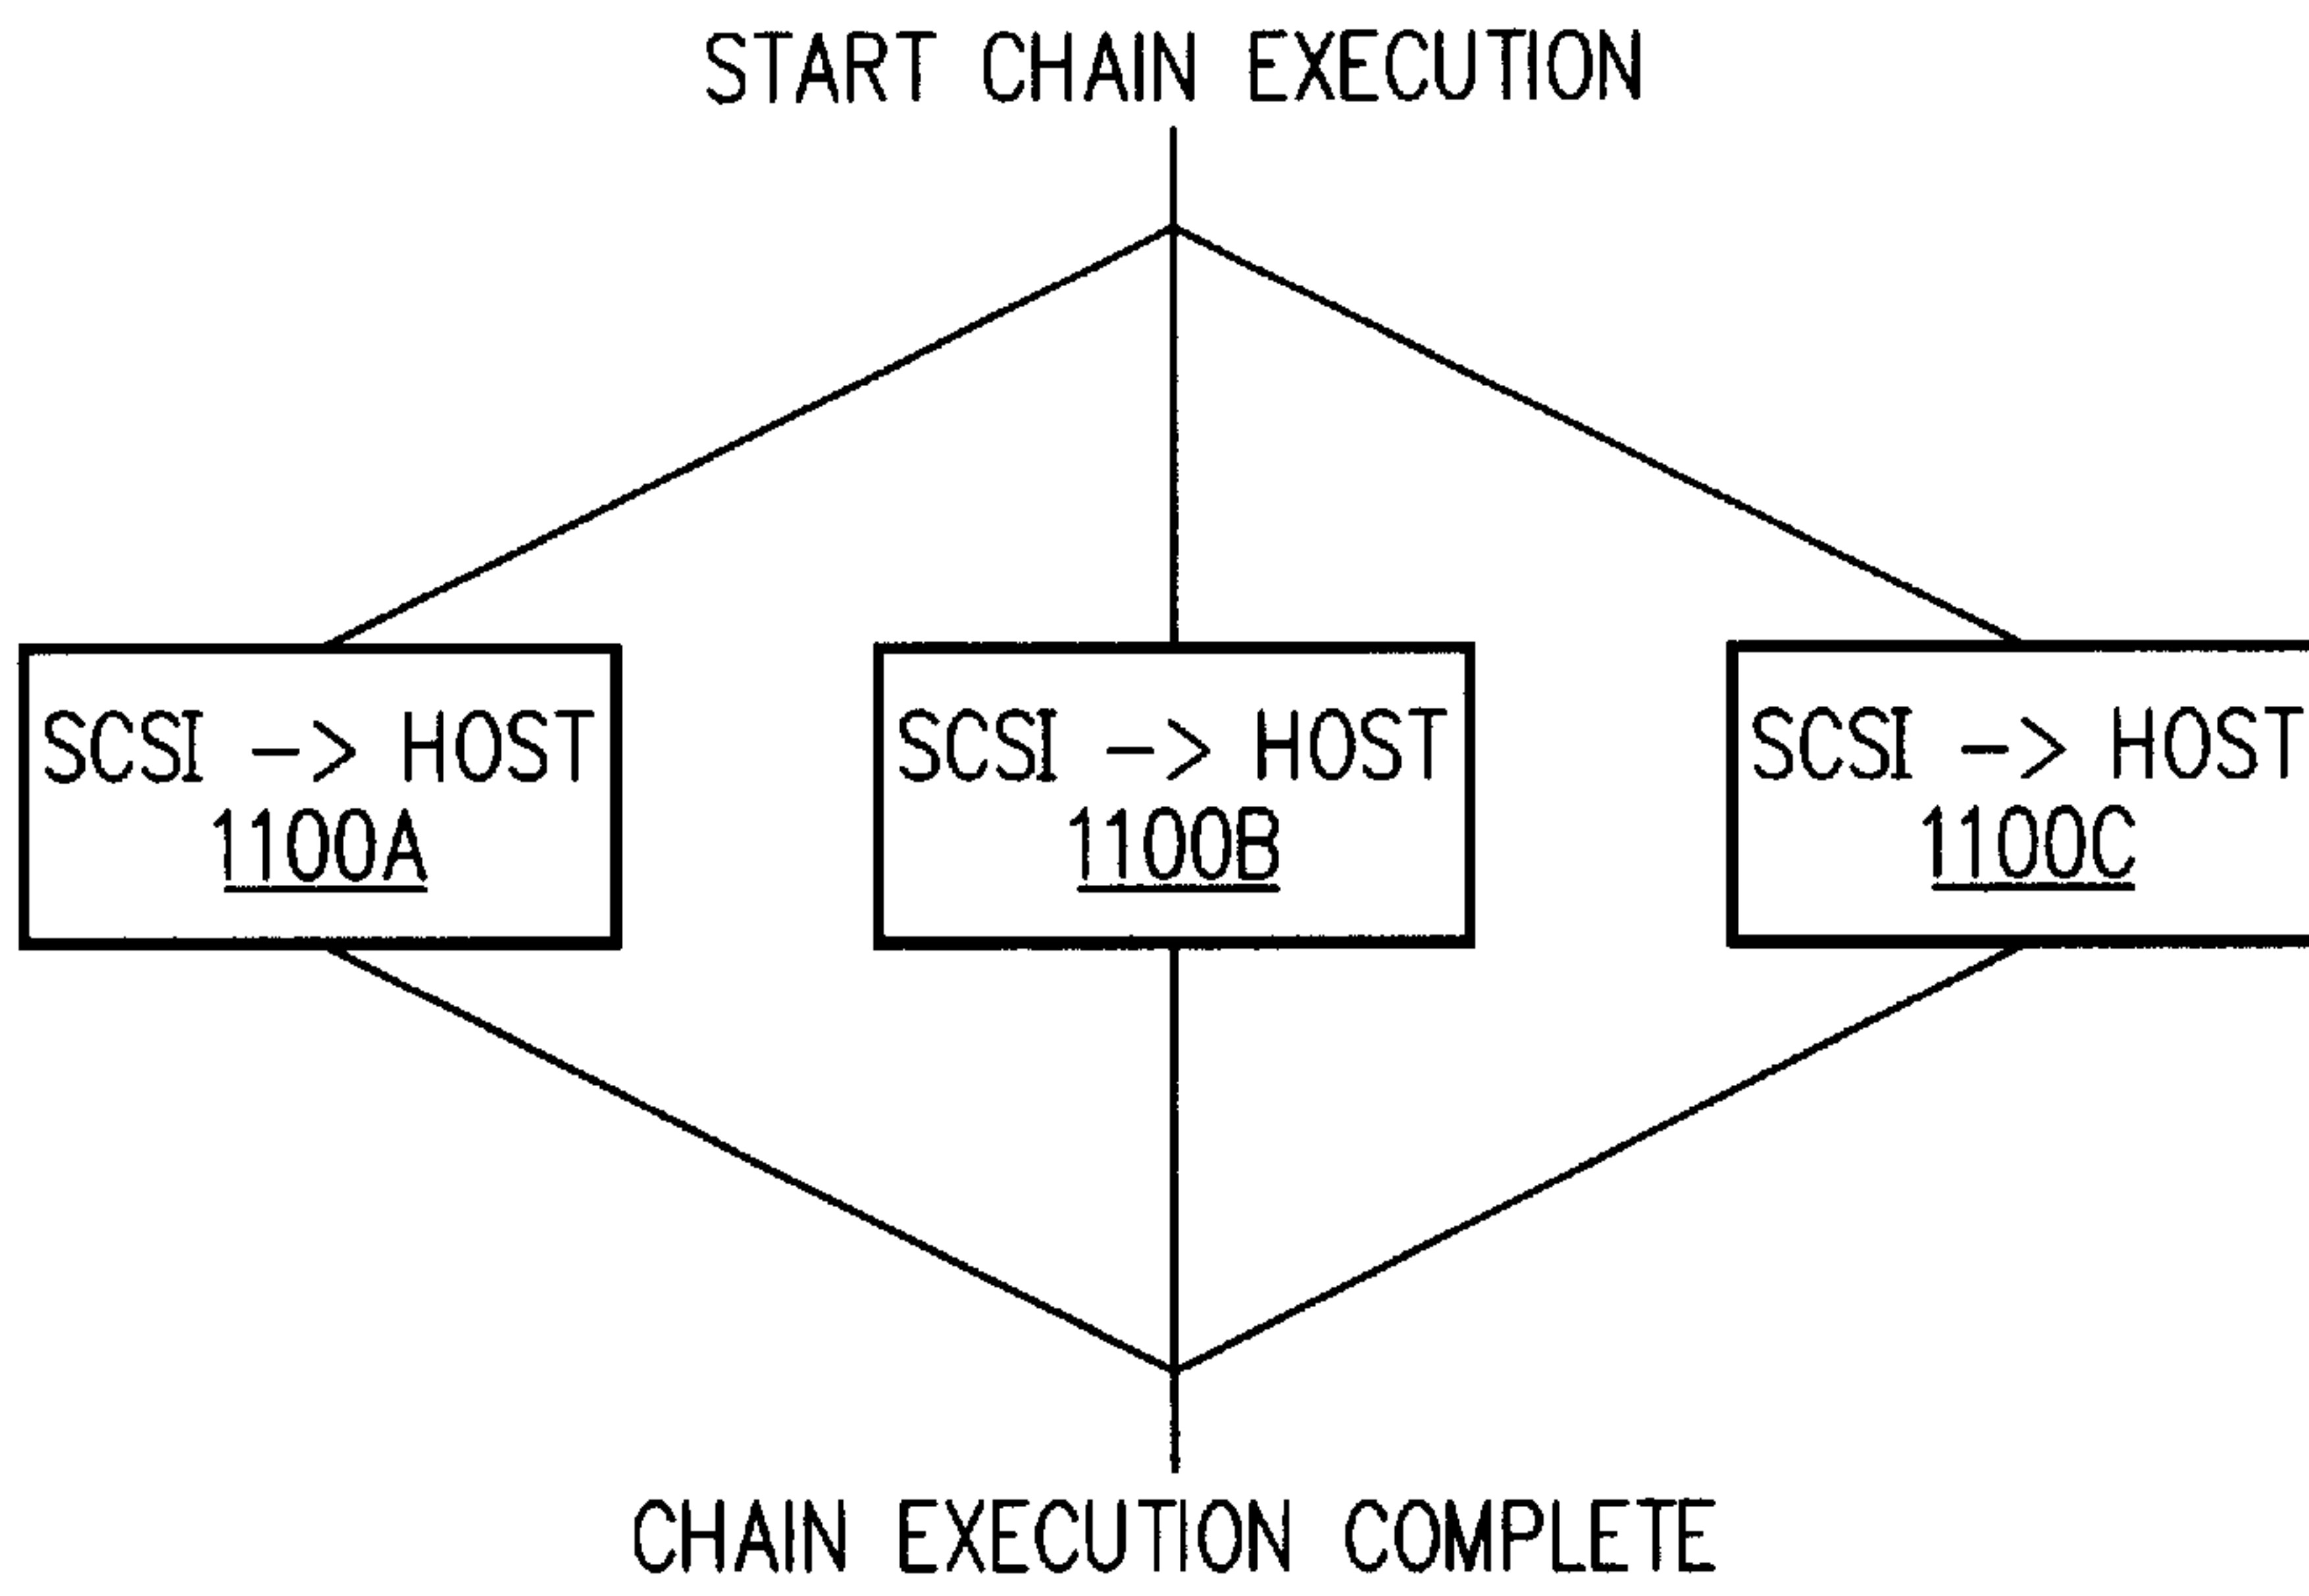 START CHAIN EXECUTION
SCSI -> HOST
1100A
SCSI -> HOST
1100B
SCSI -> HOST
1100C
CHAIN EXECUTION COMPLETE